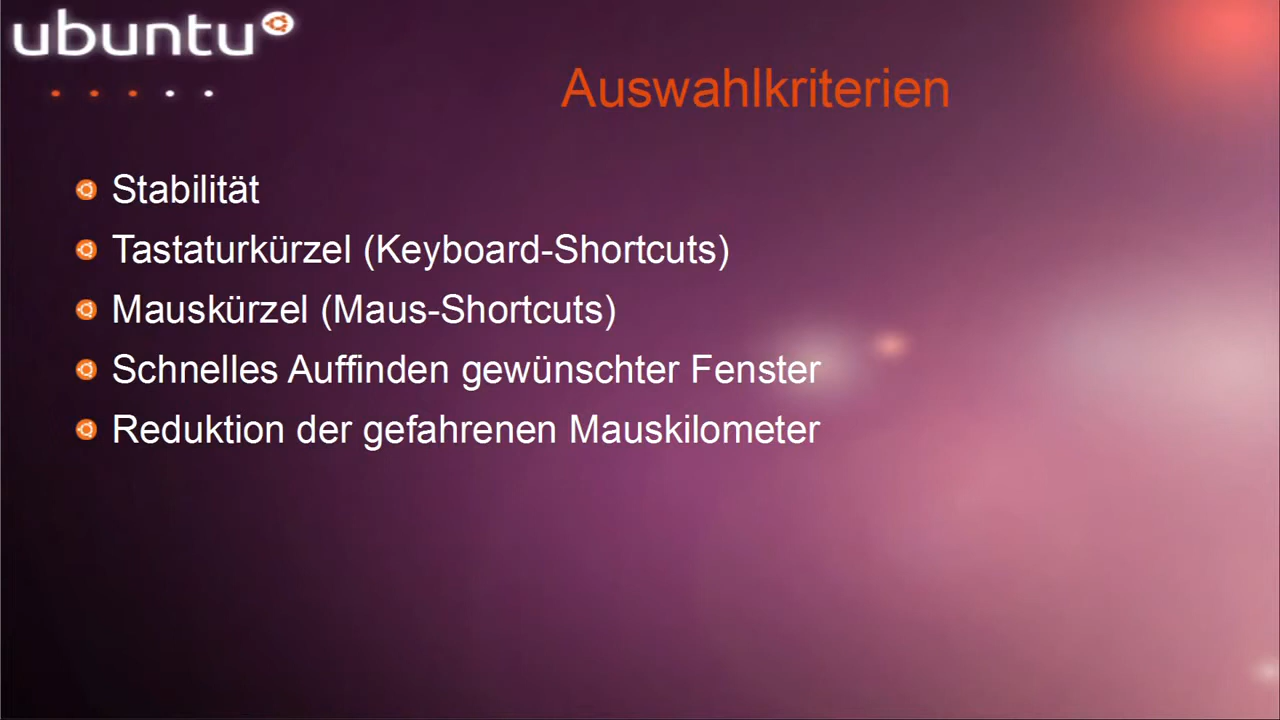 ubuntu
Auswahlkriterien
Stabilität
Tastaturkürzel (Keyboard-Shortcuts)
Mauskürzel (Maus-Shortcuts)
Schnelles Auffinden gewünschter Fenster
Reduktion der gefahrenen Mauskilometer